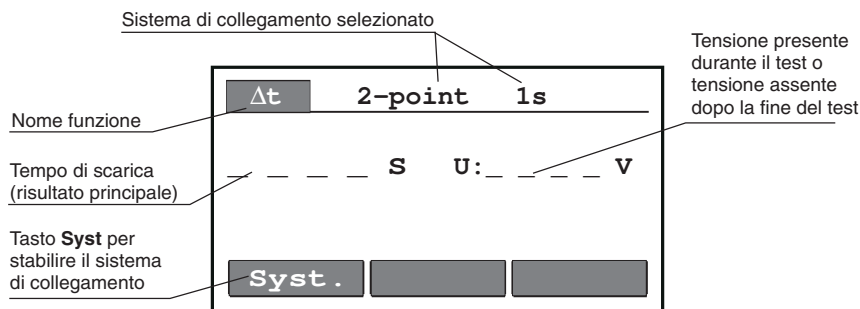 Sistema di collegamento selezionato
Tensione presente
durante il test o
tensione assente
dopo la fine del test
Δt 2-point 1s
Nome funzione
Tempo di scarica
(risultato principale)
_ _ _ _ S U:_ _ _ _ V
Tasto Syst per
stabilire il sistema
di collegamento
Syst.